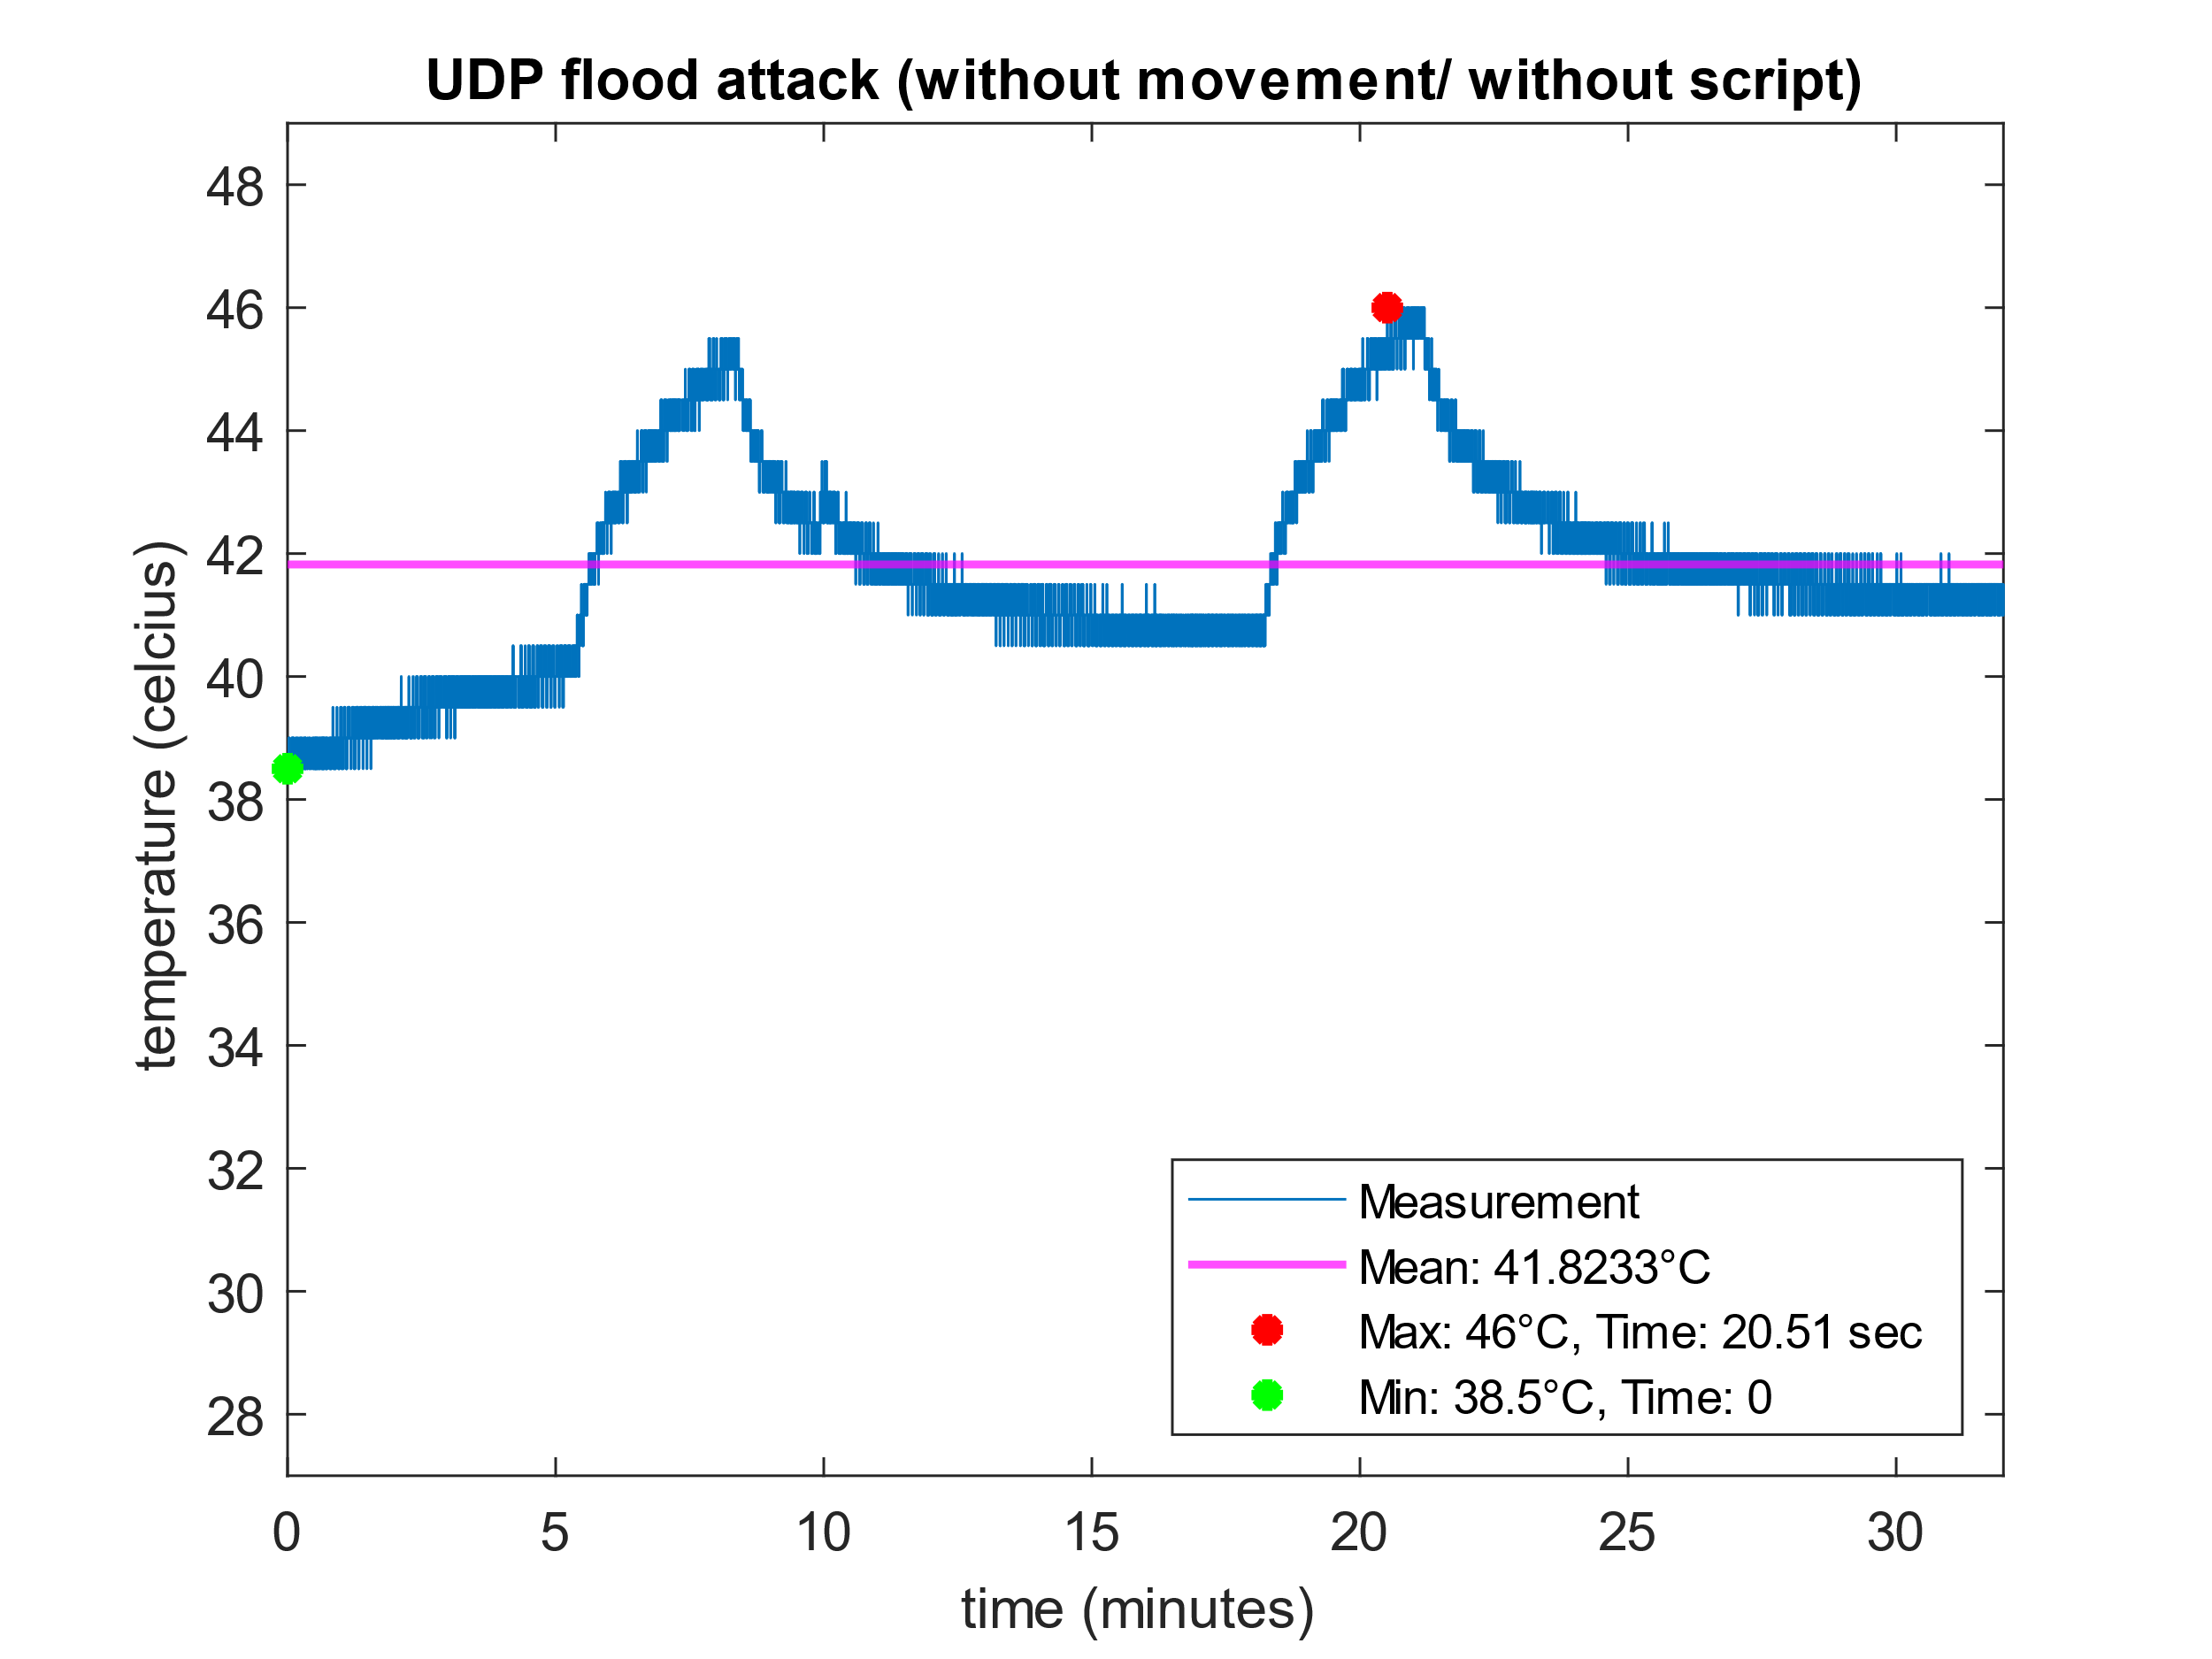 UDP flood attack (without movement/ without script)
48
46
44
42
40
38
36
34
32
30
28
temperature (celcius)
0 5 10 15 20 25 30
time (minutes)
Measurement
Mean: 41.8233°C
Max: 46°C, Time: 20.51 sec
Min: 38.5°C, Time: 0